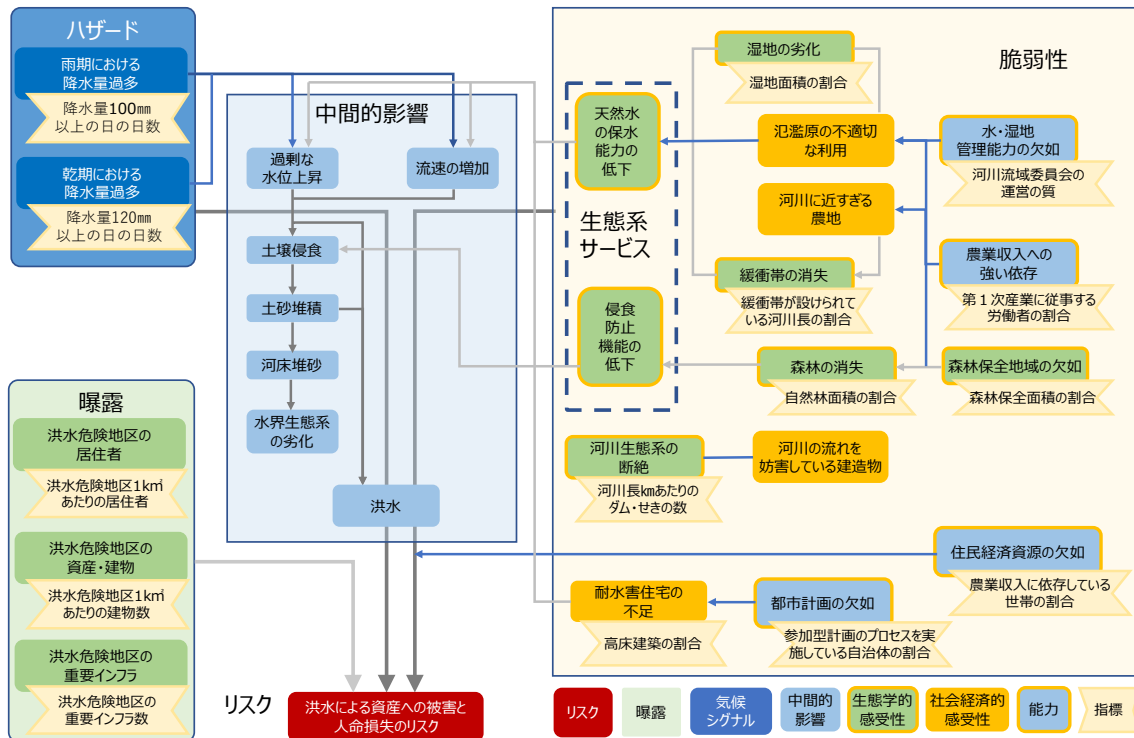 ハザード
雨期における
降水量過多
降水量100㎜
以上の日の日数
乾期における
降水量過多
降水量120㎜
以上の日の日数
曝露
洪水危険地区の
居住者
洪水危険地区1㎢
あたりの居住者
洪水危険地区の
資産・建物
洪水危険地区1㎢
あたりの建物数
洪水危険地区の
重要インフラ
洪水危険地区の
重要インフラ数
中間的影響
過剰な
水位上昇
流速の増加
土壌侵食
土砂堆積
河床堆砂
水界生態系
の劣化
洪水
リスク
洪水による資産への被害と
人命損失のリスク
脆弱性
生態系
サービス
天然水
の保水
能力の
低下
侵食
防止
機能の
低下
湿地の劣化
湿地面積の割合
氾濫原の不適切
な利用
河川に近すぎる
農地
緩衝帯の消失
緩衝帯が設けられて
いる河川長の割合
森林の消失
自然林面積の割合
水・湿地
管理能力の欠如
河川流域委員会の
運営の質
農業収入への
強い依存
第1次産業に従事する
労働者の割合
森林保全地域の欠如
森林保全面積の割合
河川生態系の
断絶
河川長㎞あたりの
ダム・せきの数
河川の流れを
妨害している建造物
住民経済資源の欠如
農業収入に依存している
世帯の割合
耐水害住宅の
不足
高床建築の割合
都市計画の欠如
参加型計画のプロセスを実
施している自治体の割合
リスク
曝露
気候
シグナル
中間的
影響
生態学的
感受性
社会経済的
感受性
能力
指標